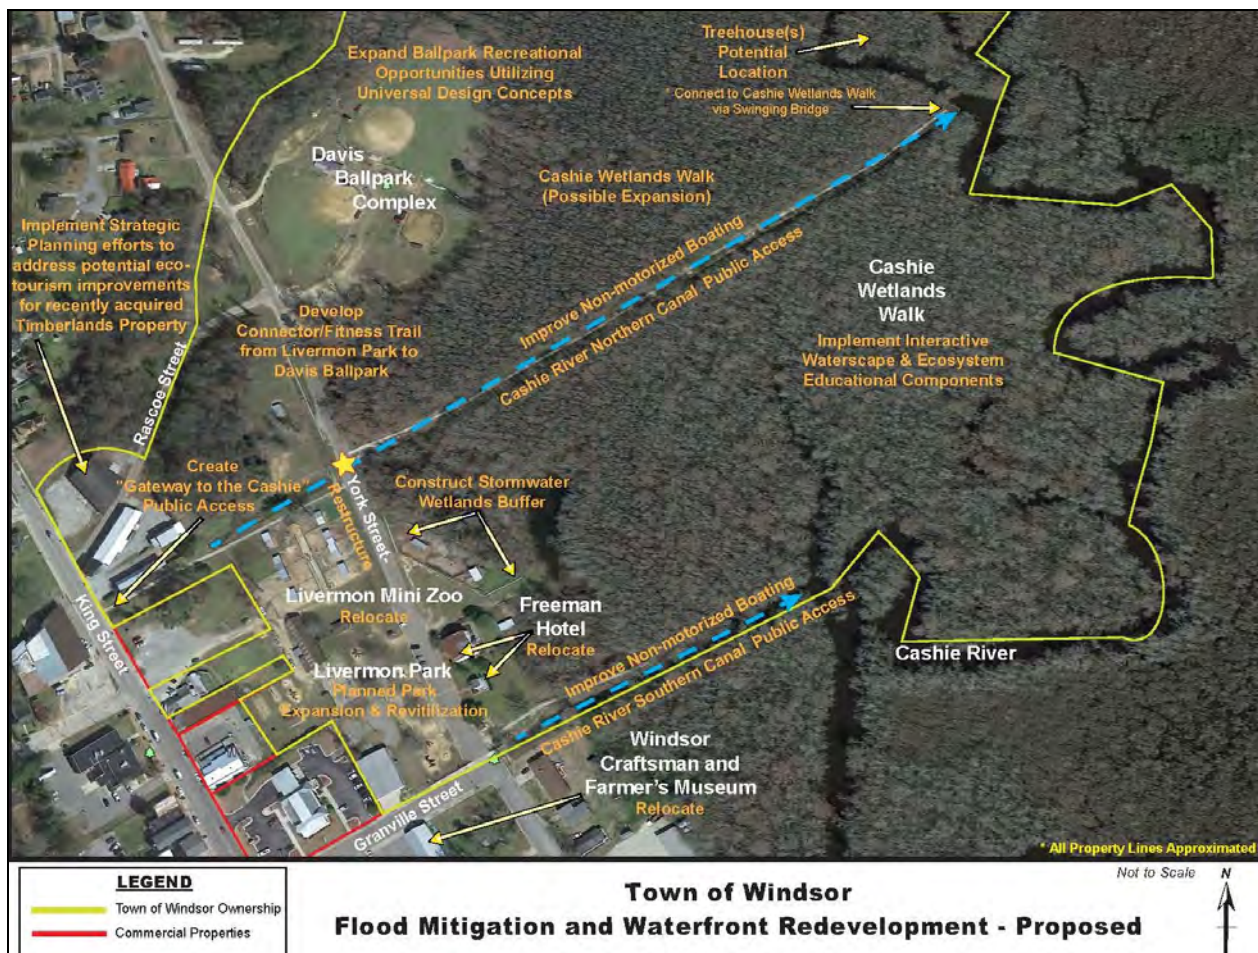 Expand Ballpark Recreational
Opportunities Utilizing
Universal Design Concepts
Treehouse(s)
Potential
Location
* Connect to Cashie Wetlands Walk
via Swinging Bridge
Davis
Ballpark
Complex
Cashie Wetlands Walk
(Possible Expansion)
Implement Strategic
Planning efforts to
address potential eco-
tourism improvements
for recently acquired
Timberlands Property
Rascoe Street
Develop
Connector/Fitness Trail
from Livermon Park to
Davis Ballpark
Improve Non-motorized Boating
Cashie River Northern Canal Public Access
Cashie
Wetlands
Walk
Implement Interactive
Waterscape & Ecosystem
Educational Components
Create
"Gateway to the Cashie"
Public Access
York Street-
Restructure
Construct Stormwater
Wetlands Buffer
King Street
Livermon Mini Zoo
Relocate
Freeman
Hotel
Relocate
Livermon Park
Planned Park
Expansion & Revitilization
Improve Non-motorized Boating
Cashie River Southern Canal Public Access
Cashie River
Windsor
Craftsman and
Farmer's Museum
Relocate
Granville Street
* All Property Lines Approximated
LEGEND
Town of Windsor Ownership
Commercial Properties
Town of Windsor
Flood Mitigation and Waterfront Redevelopment - Proposed
Not to Scale
N